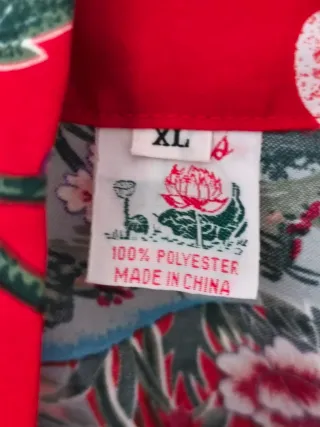 XL
100% POLYESTER
MADE IN CHINA